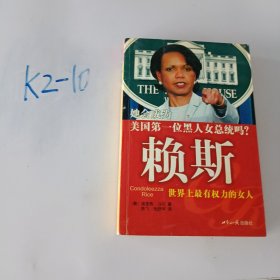 K2-10
THE
HOUSE
她会成为
美国第一位黑人女总统吗?
赖斯
Condoleezza
Rice
世界上最有权力的女人